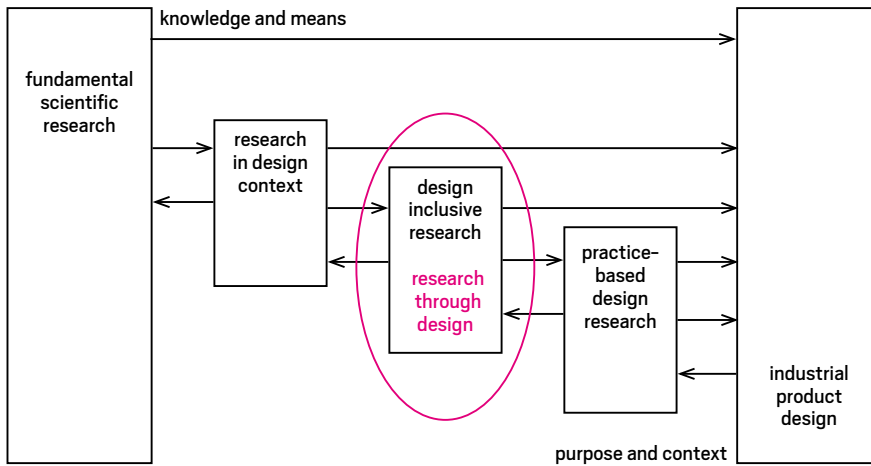 knowledge and means
fundamental
scientific
research
research
in design
context
design
inclusive
research
research
through
design
practice-
based
design
research
industrial
product
design
purpose and context